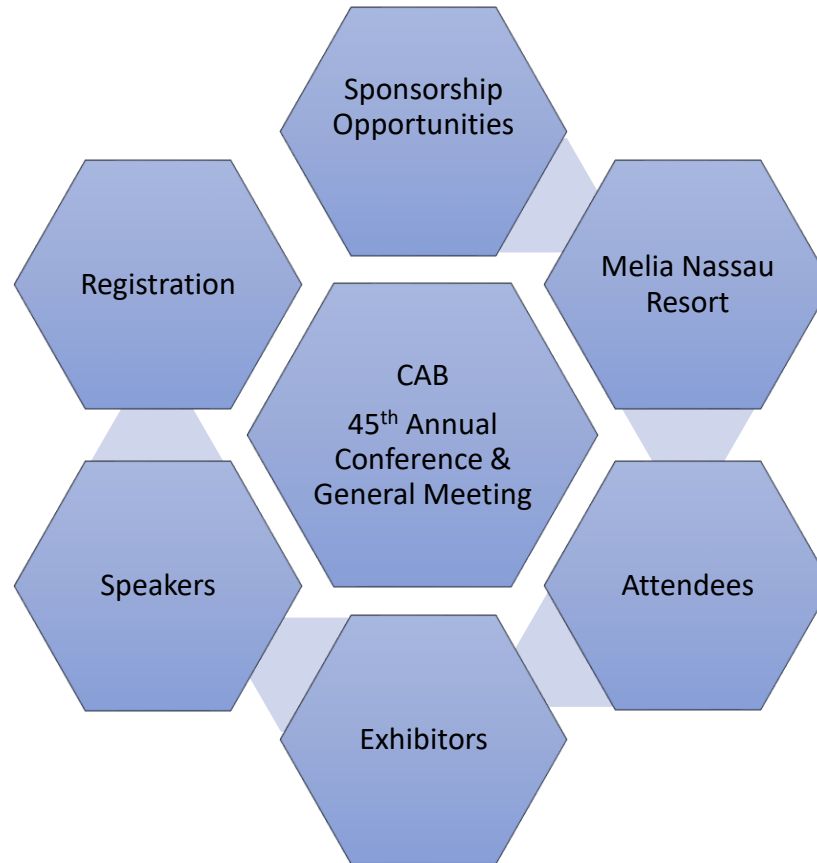 Sponsorship
Opportunities
Registration
Melia Nassau
Resort
CAB
45th Annual
Conference &
General Meeting
Speakers
Attendees
Exhibitors